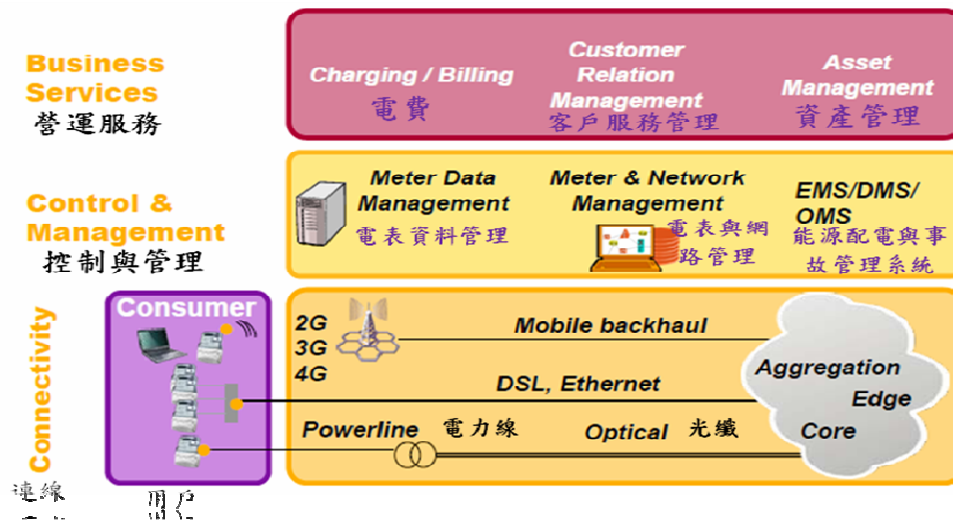 Business
Services
營運服務
Charging / Billing
電費
Customer
Relation
Management
客戶服務管理
Asset
Management
資產管理
Control &
Management
控制與管理
Meter Data
Management
電表資料管理
Meter & Network
Management
電表與網
路管理
EMS/DMS/
OMS
能源配電與事
故管理系統
Connectivity
連線
Consumer
用戶
2G
3G
4G
Mobile backhaul
DSL, Ethernet
Powerline 電力線
Optical 光纖
Aggregation
Edge
Core